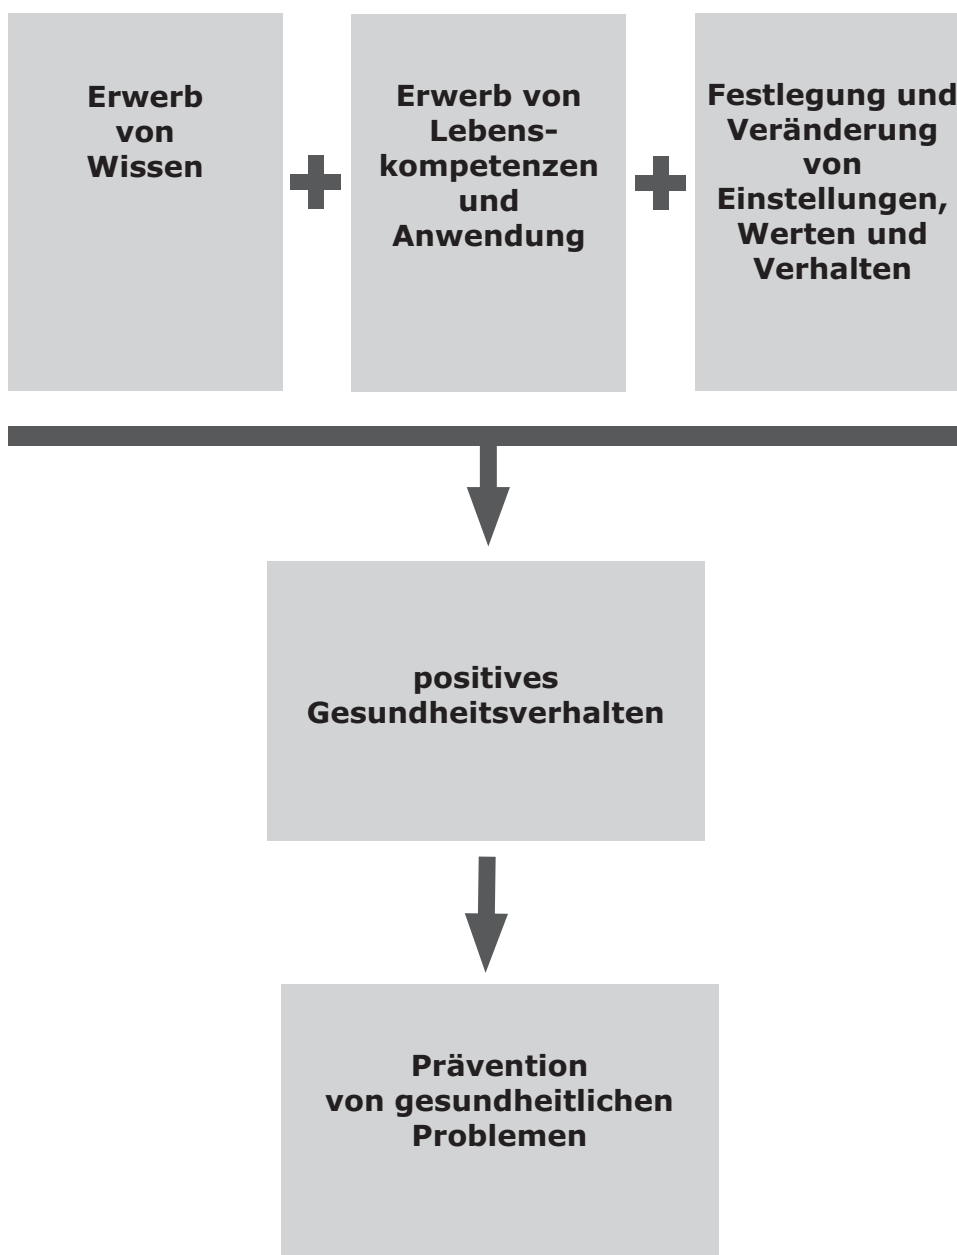 Erwerb
von
Wissen
Erwerb von
Lebens-
kompetenzen
und
Anwendung
Festlegung und
Veränderung
von
Einstellungen,
Werten und
Verhalten
positives
Gesundheitsverhalten
Prävention
von gesundheitlichen
Problemen